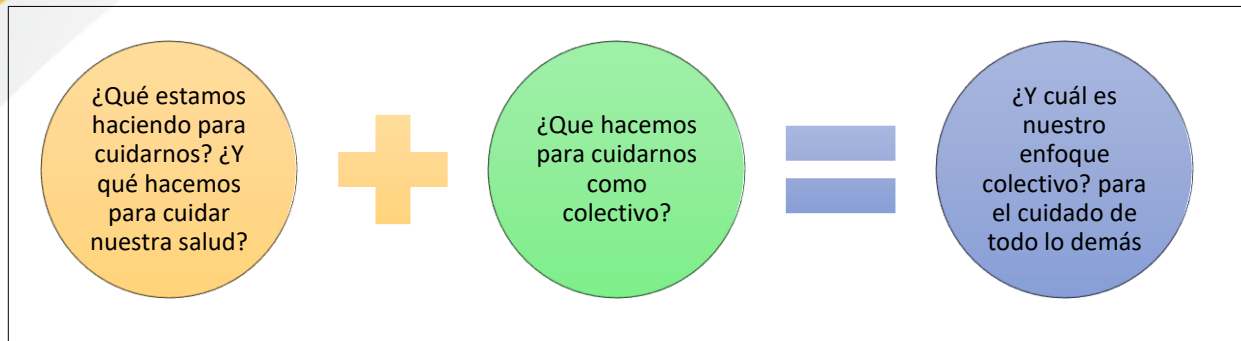 ¿Qué estamos
haciendo para
cuidarnos? ¿Y
qué hacemos
para cuidar
nuestra salud?
¿Que hacemos
para cuidarnos
como
colectivo?
¿Y cuál es
nuestro
enfoque
colectivo? para
el cuidado de
todo lo demás